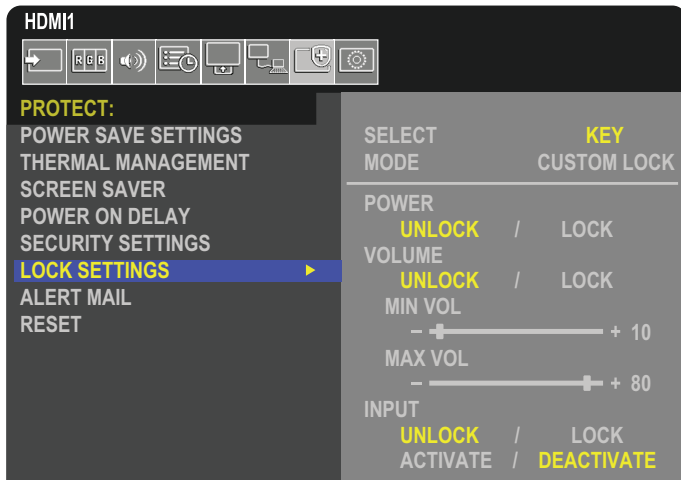 HDMI1
RGB
PROTECT:
POWER SAVE SETTINGS
THERMAL MANAGEMENT
SCREEN SAVER
POWER ON DELAY
SECURITY SETTINGS
LOCK SETTINGS
ALERT MAIL
RESET
SELECT KEY
MODE CUSTOM LOCK
POWER
UNLOCK / LOCK
VOLUME
UNLOCK / LOCK
MIN VOL
− + 10
MAX VOL
− + 80
INPUT
UNLOCK / LOCK
ACTIVATE / DEACTIVATE